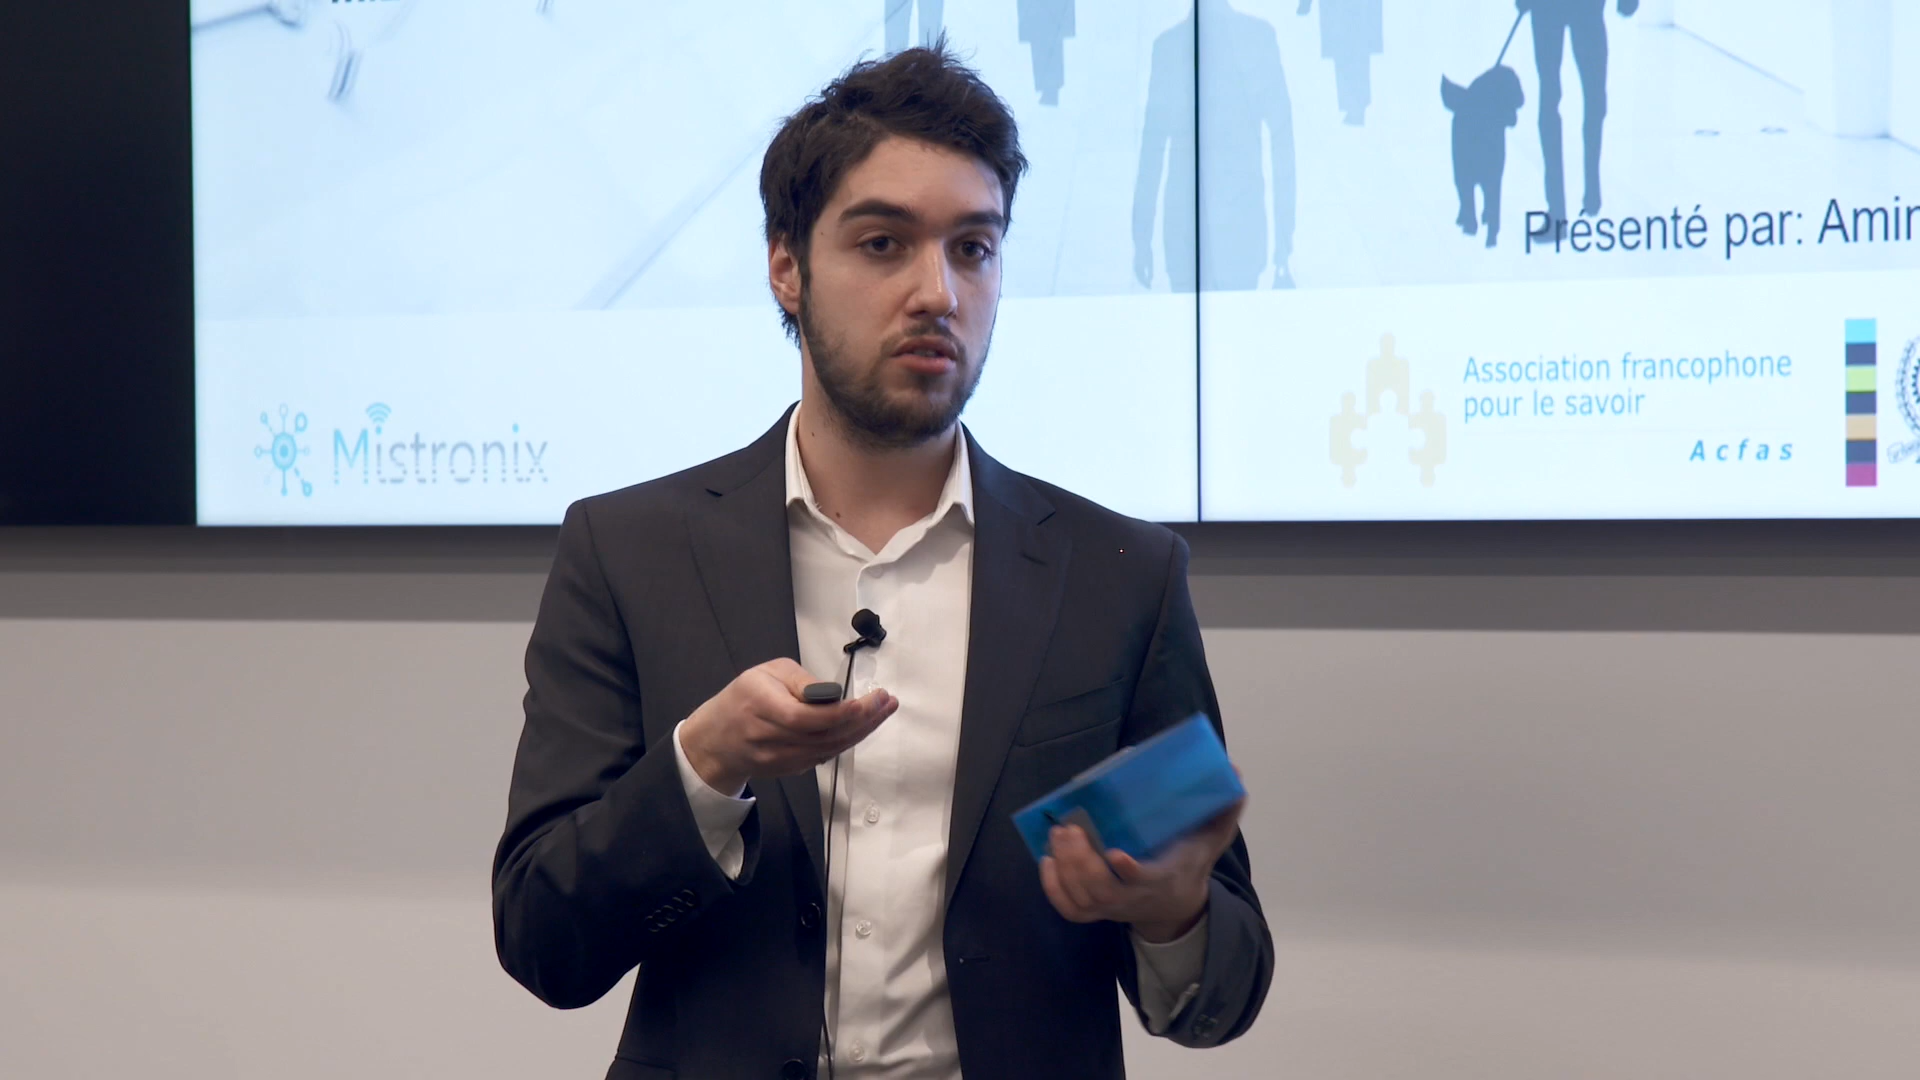 Présenté par: Amin
Mistronix
Association francophone
pour le savoir
Acfas